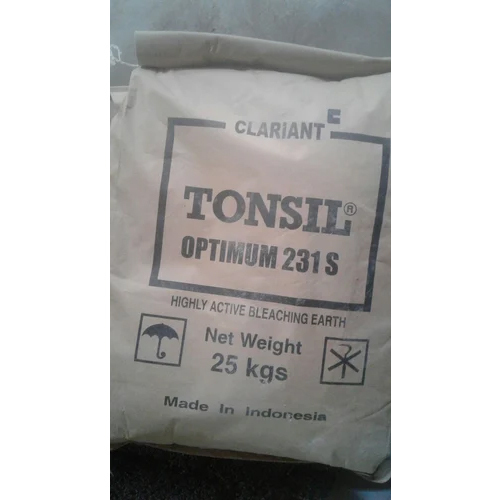 CLARIANT
TONSIL®
OPTIMUM 231 S
HIGHLY ACTIVE BLEACHING EARTH
Net Weight
25 kgs
Made In Indonesia